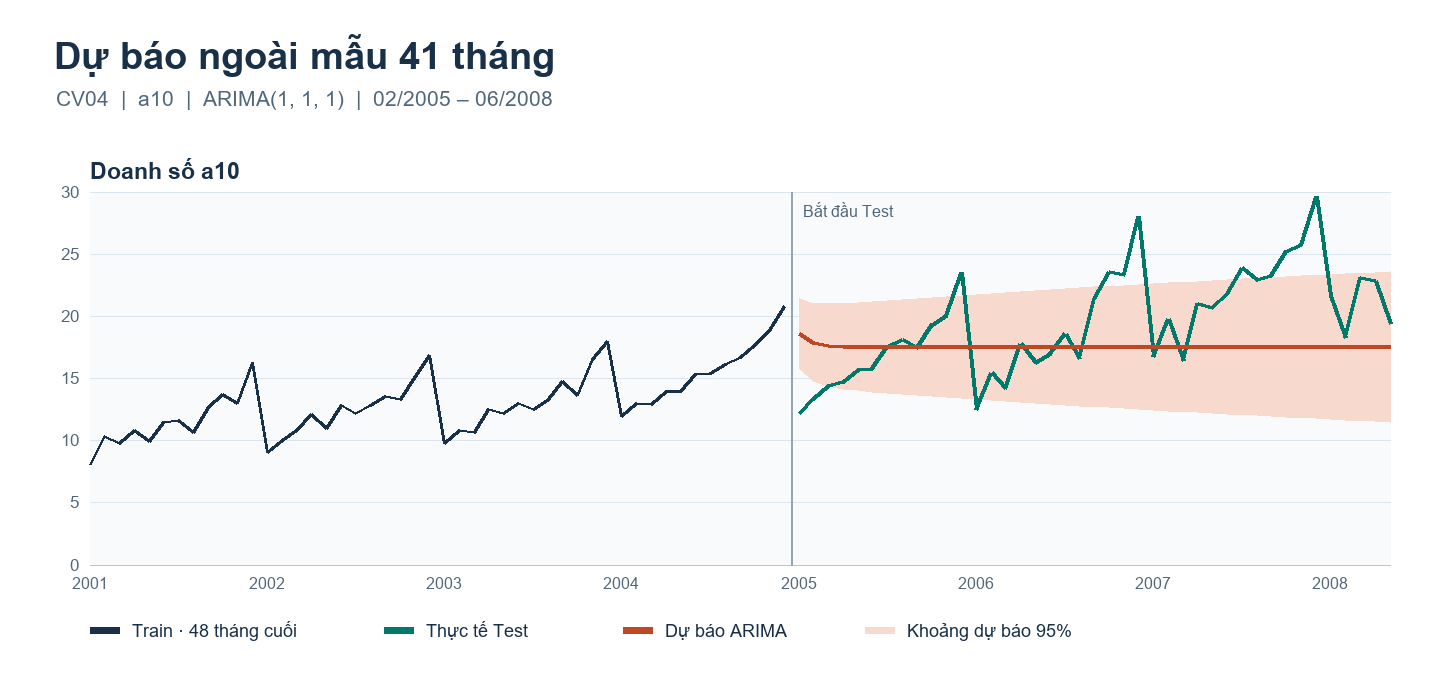 Dự báo ngoài mẫu 41 tháng
CV04 | a10 | ARIMA(1, 1, 1) | 02/2005 – 06/2008
Doanh số a10
30
Bắt đầu Test
25
20
15
10
5
0
2001 2002 2003 2004 2005 2006 2007 2008
Train · 48 tháng cuối Thực tế Test Dự báo ARIMA Khoảng dự báo 95%